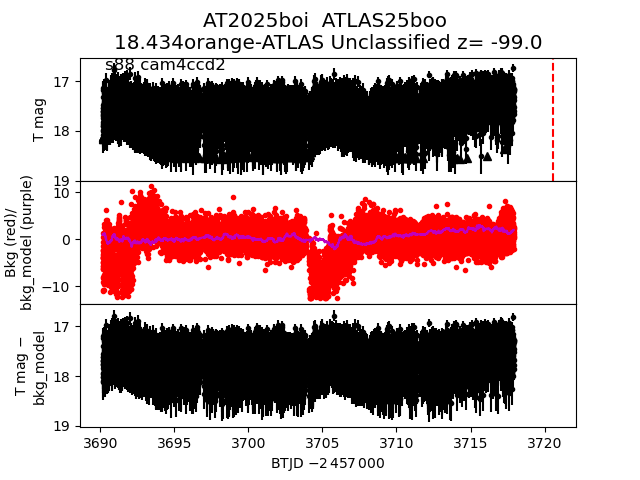 AT2025boi  ATLAS25boo
18.434orange-ATLAS Unclassified z= -99.0
s88 cam4ccd2
T mag
17
18
19
Bkg (red)/
bkg_model (purple)
10
0
−10
T mag −
bkg_model
17
18
19
3690 3695 3700 3705 3710 3715 3720
BTJD −2 457 000